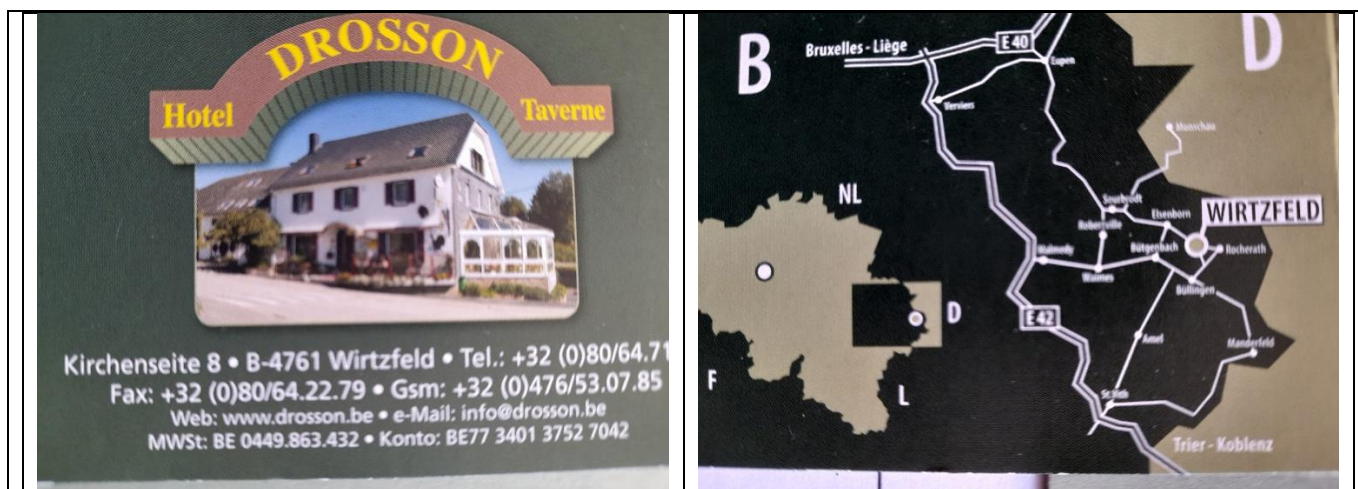 DROSSON
Hotel Taverne
Kirchenseite 8 • B-4761 Wirtzfeld • Tel.: +32 (0)80/64.71
Fax: +32 (0)80/64.22.79 • Gsm: +32 (0)476/53.07.85
Web: www.drosson.be • e-Mail: info@drosson.be
MWSt: BE 0449.863.432 • Konto: BE77 3401 3752 7042
B
Bruxelles - Liège
E 40
D
Eupen
Verviers
Monschau
NL
Sourbrodt
Elsenborn
WIRTZFELD
Robertville
Bütgenbach
Rocherath
Malmedy
Waimes
Büllingen
D
E 42
Amel
Manderfeld
F
L
St.Vith
Trier - Koblenz